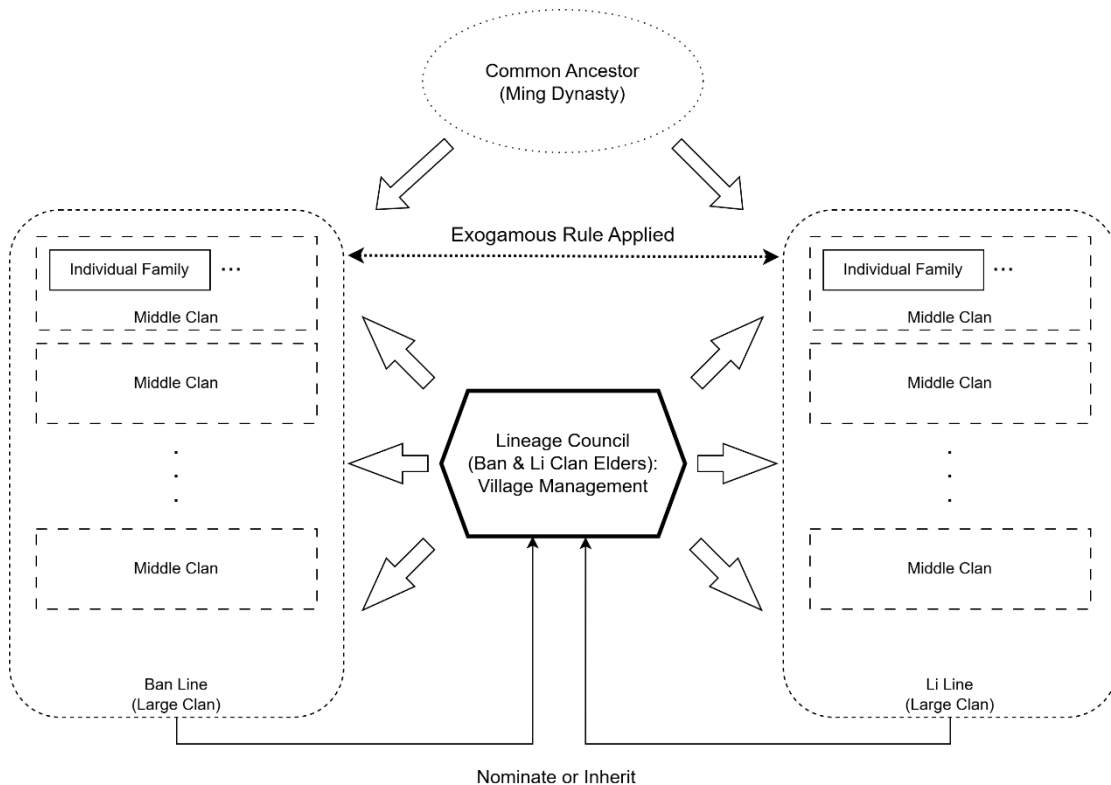 Common Ancestor
(Ming Dynasty)
Exogamous Rule Applied
Individual Family ...
Middle Clan
Middle Clan
.
.
.
Middle Clan
Ban Line
(Large Clan)
Lineage Council
(Ban & Li Clan Elders):
Village Management
Individual Family ...
Middle Clan
Middle Clan
.
.
.
Middle Clan
Li Line
(Large Clan)
Nominate or Inherit